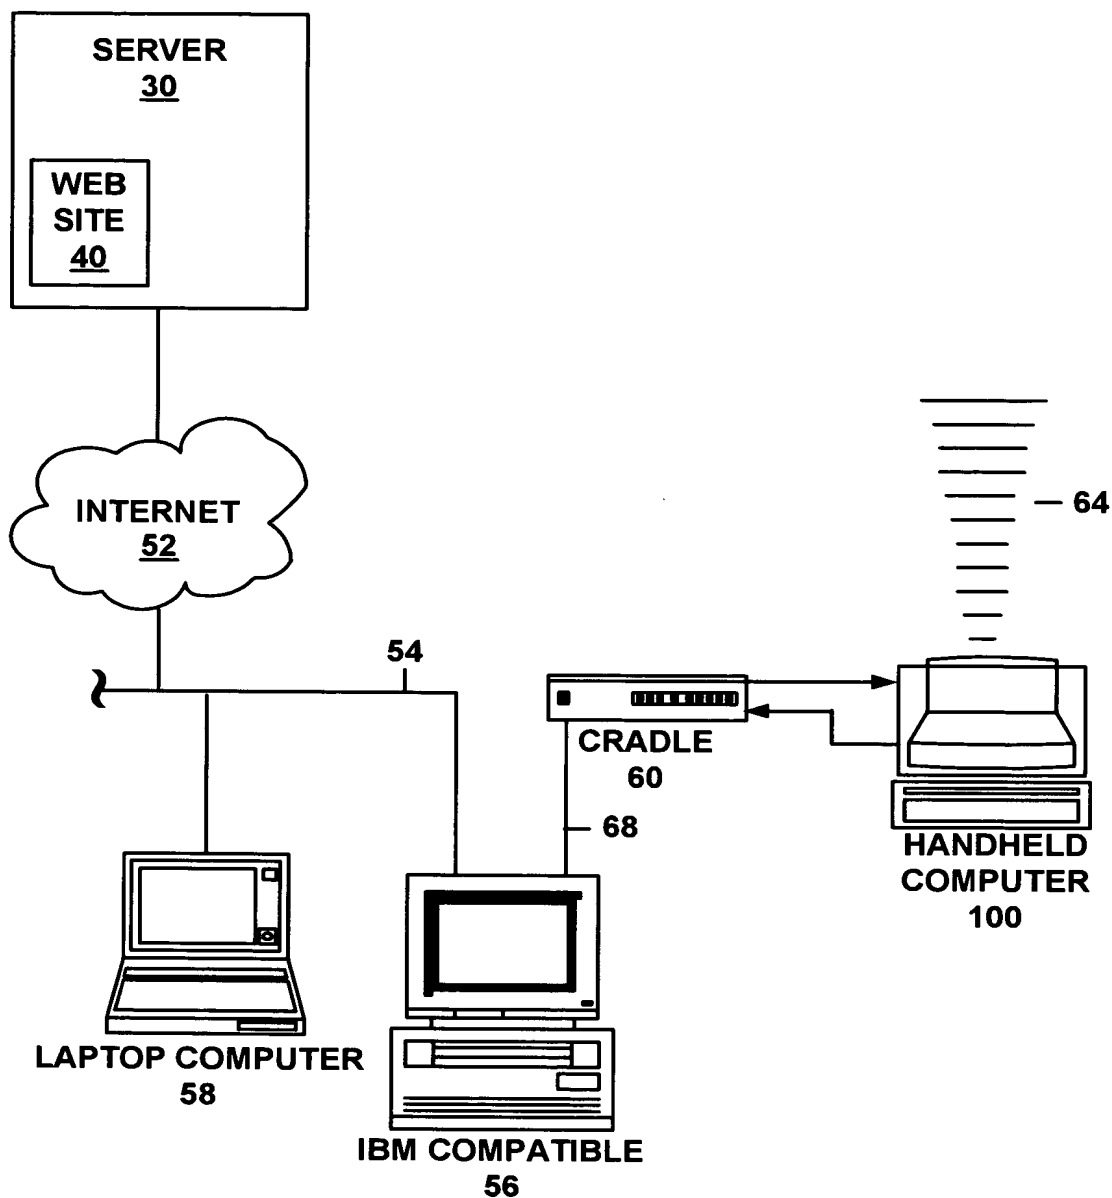 SERVER
30
WEB
SITE
40
INTERNET
52
64
54
CRADLE
60
68
HANDHELD
COMPUTER
100
LAPTOP COMPUTER
58
IBM COMPATIBLE
56